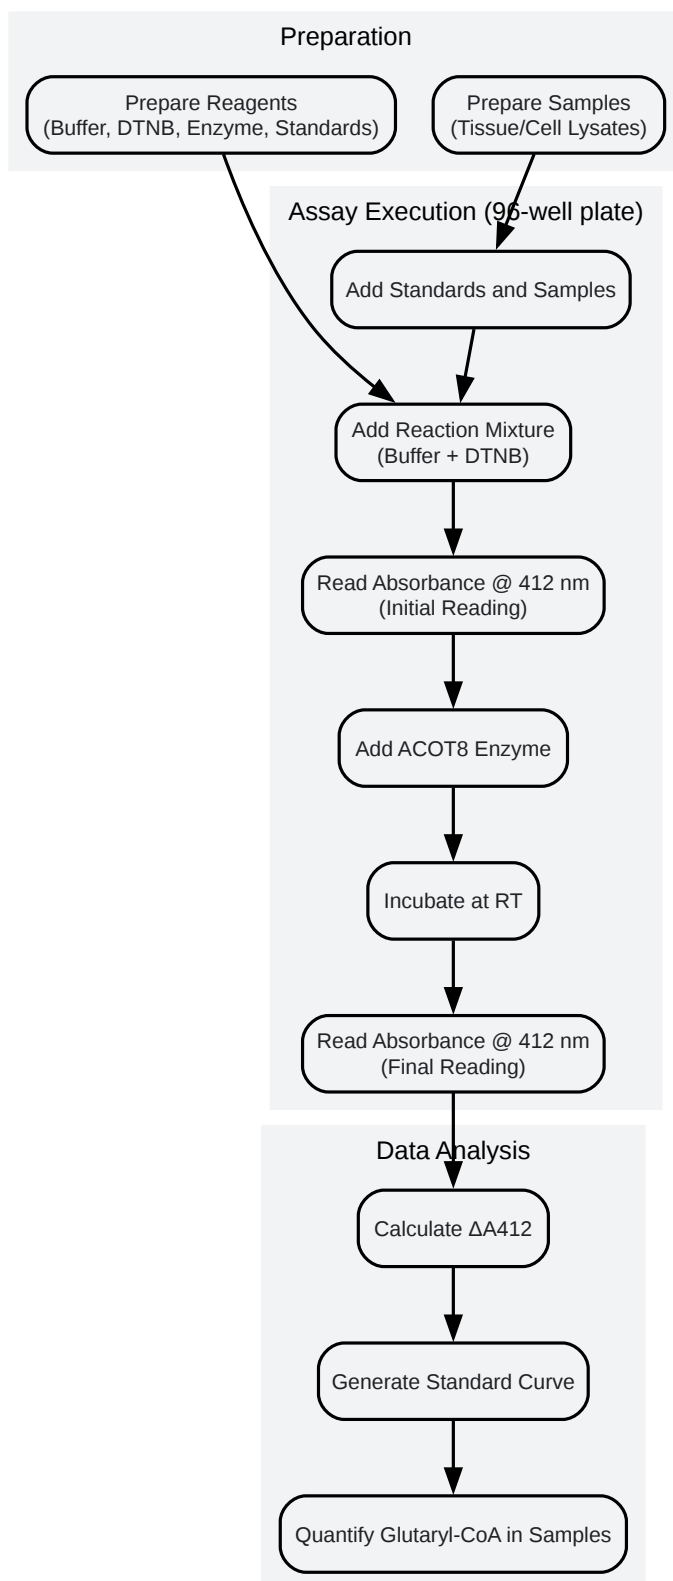 Preparation
Prepare Reagents
(Buffer, DTNB, Enzyme, Standards)
Prepare Samples
(Tissue/Cell Lysates)
Assay Execution (96-well plate)
Add Standards and Samples
Add Reaction Mixture
(Buffer + DTNB)
Read Absorbance @ 412 nm
(Initial Reading)
Add ACOT8 Enzyme
Incubate at RT
Read Absorbance @ 412 nm
(Final Reading)
Data Analysis
Calculate ΔA412
Generate Standard Curve
Quantify Glutaryl-CoA in Samples